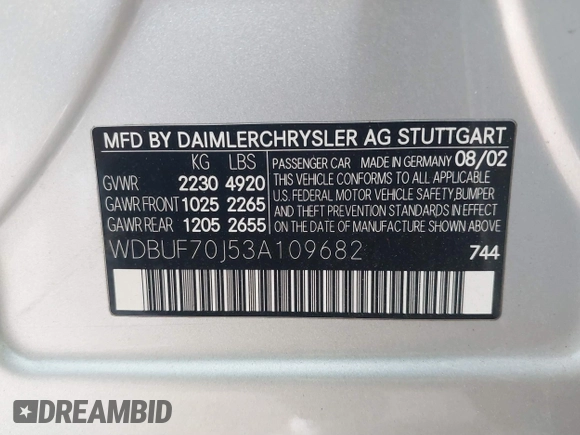 MFD BY DAIMLERCHRYSLER AG STUTTGART
KG LBS
GVWR 2230 4920
GAWR FRONT 1025 2265
GAWR REAR 1205 2655
PASSENGER CAR MADE IN GERMANY 08/02
THIS VEHICLE CONFORMS TO ALL APPLICABLE
U.S. FEDERAL MOTOR VEHICLE SAFETY, BUMPER
AND THEFT PREVENTION STANDARDS IN EFFECT
ON THE DATE OF MANUFACTURE SHOWN ABOVE.
WDBUF70J53A109682 744
DREAMBID